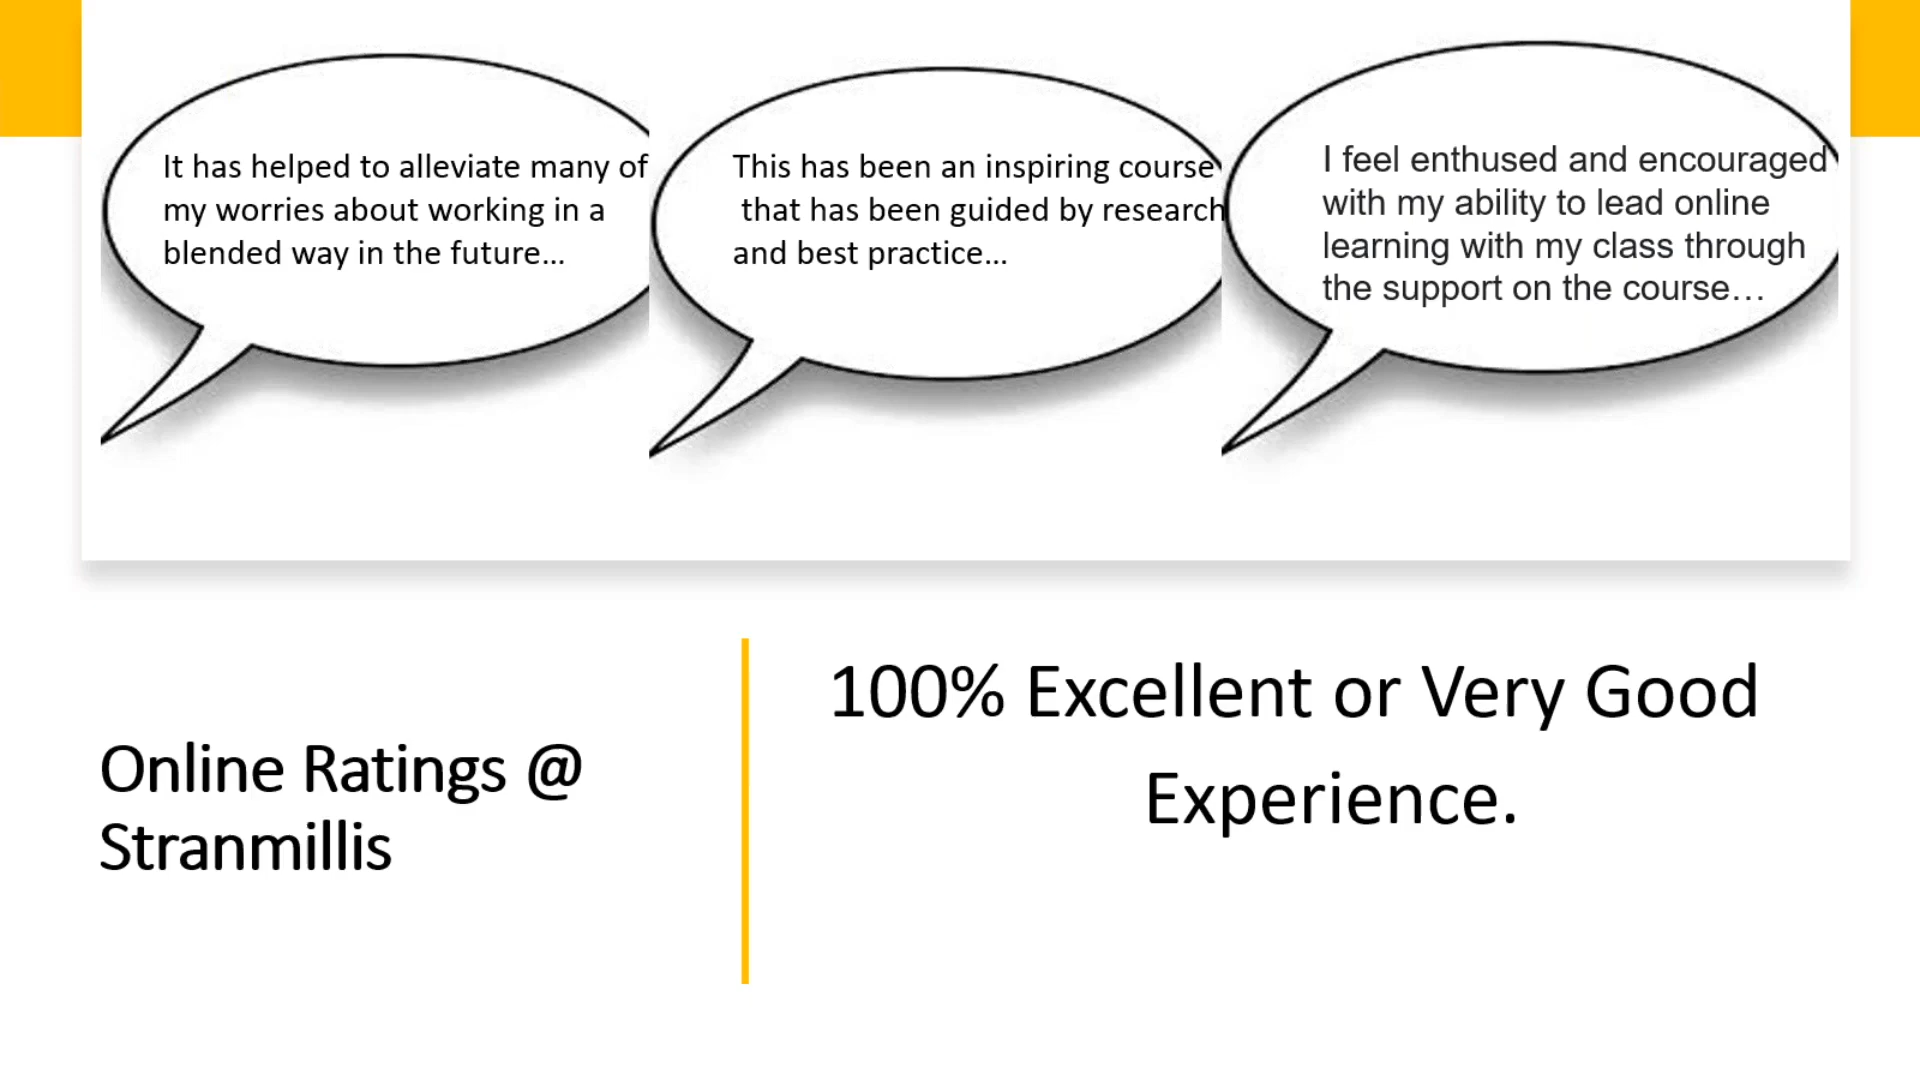 It has helped to alleviate many of
my worries about working in a
blended way in the future...
This has been an inspiring course
that has been guided by research
and best practice...
I feel enthused and encouraged
with my ability to lead online
learning with my class through
the support on the course...
Online Ratings @
Stranmillis
100% Excellent or Very Good
Experience.